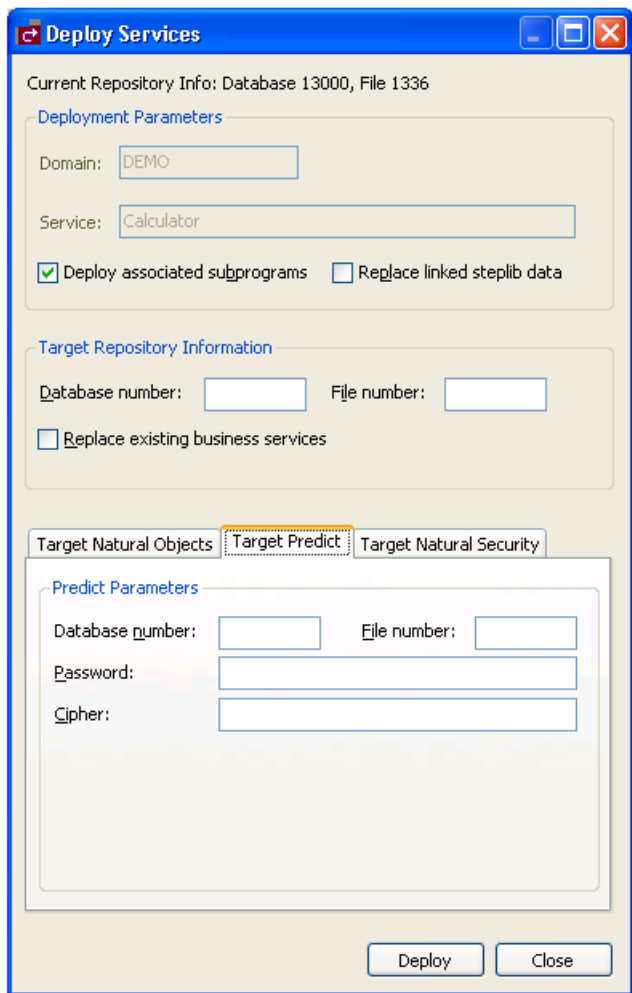 Deploy Services
Current Repository Info: Database 13000, File 1336
Deployment Parameters
Domain: DEMO
Service: Calculator
Deploy associated subprograms Replace linked steplib data
Target Repository Information
Database number: File number:
Replace existing business services
Target Natural Objects Target Predict Target Natural Security
Predict Parameters
Database number: File number:
Password:
Cipher:
Deploy Close